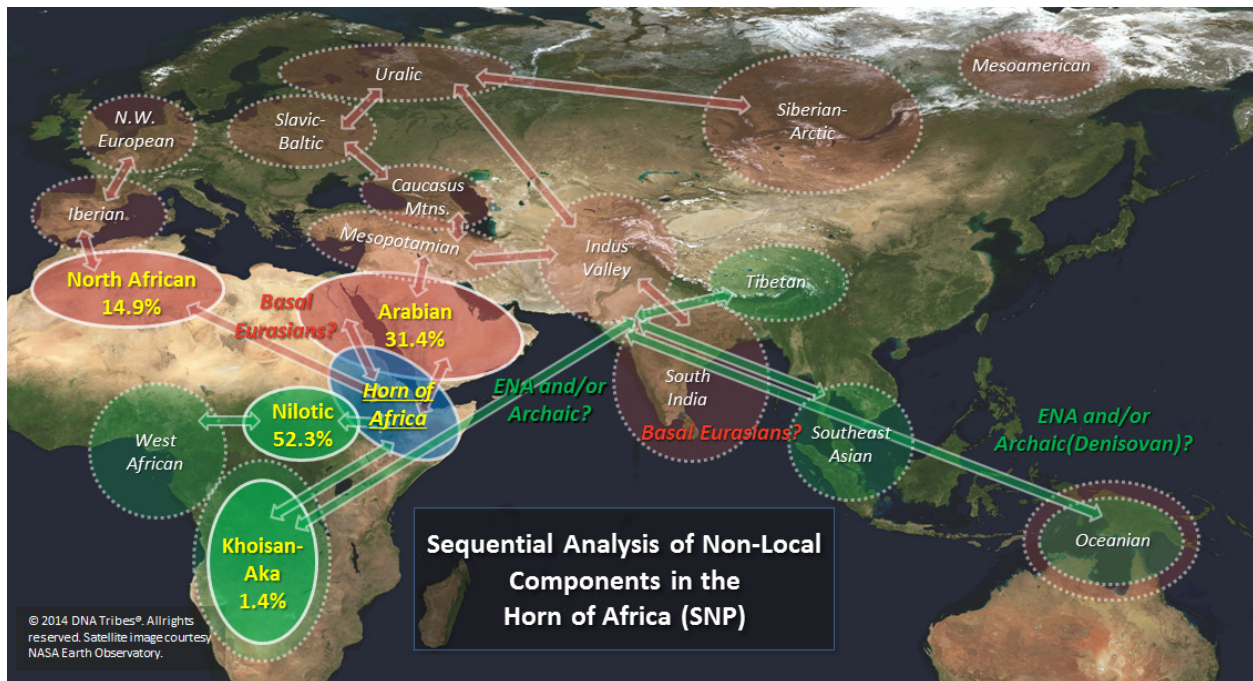 Uralic
Mesoamerican
N.W.
European
Slavic-
Baltic
Siberian-
Arctic
Caucasus
Mtns.
Iberian
Mesopotamian
Indus
Valley
North African
14.9%
Basal
Eurasians?
Arabian
31.4%
Tibetan
Horn of
Africa
ENA and/or
Archaic?
South
India
Nilotic
52.3%
West
African
Basal Eurasians?
Southeast
Asian
ENA and/or
Archaic(Denisovan)?
Khoisan-
Aka
1.4%
Oceanian
Sequential Analysis of Non-Local
Components in the
Horn of Africa (SNP)
© 2014 DNA Tribes®. Allrights
reserved. Satellite image courtesy
NASA Earth Observatory.